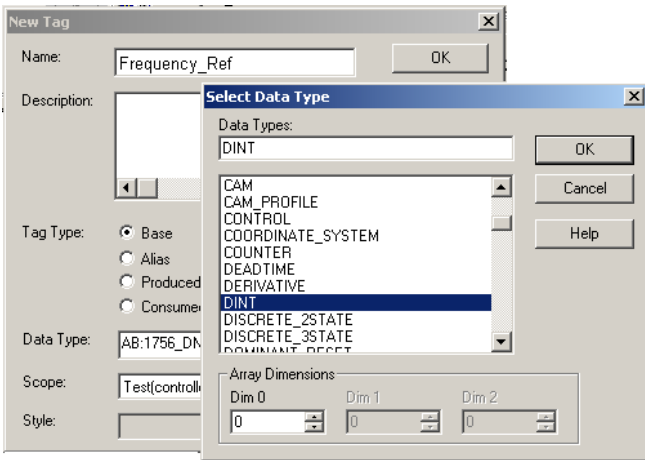 New Tag
Name:
Frequency_Ref
OK
Description:
Select Data Type
Data Types:
DINT
OK
Cancel
Help
CAM
CAM_PROFILE
CONTROL
COORDINATE_SYSTEM
COUNTER
DEADTIME
DERIVATIVE
DINT
DISCRETE_2STATE
DISCRETE_3STATE
DOMINANT_RESET
Tag Type:
Base
Alias
Produced
Consume
Data Type:
AB:1756_DN
Scope:
Test(controlle
Style:
Array Dimensions
Dim 0
Dim 1
Dim 2
0
0
0